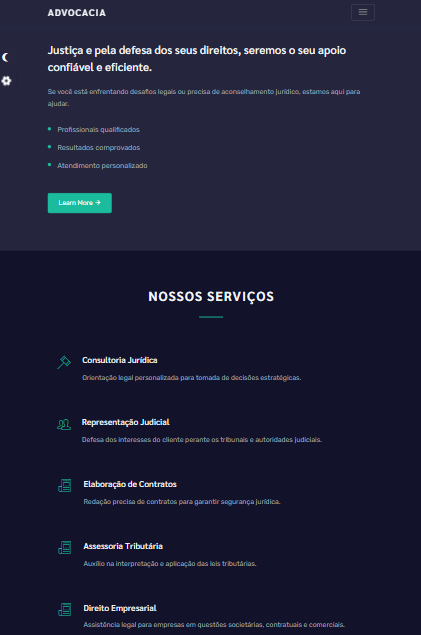 ADVOCACIA
Justiça e pela defesa dos seus direitos, seremos o seu apoio
confiável e eficiente.
Se você está enfrentando desafios legais ou precisa de aconselhamento jurídico, estamos aqui para
ajudar.
Profissionais qualificados
Resultados comprovados
Atendimento personalizado
Learn More →
NOSSOS SERVIÇOS
Consultoria Jurídica
Orientação legal personalizada para tomada de decisões estratégicas.
Representação Judicial
Defesa dos interesses do cliente perante os tribunais e autoridades judiciais.
Elaboração de Contratos
Redação precisa de contratos para garantir segurança jurídica.
Assessoria Tributária
Auxílio na interpretação e aplicação das leis tributárias.
Direito Empresarial
Assistência legal para empresas em questões societárias, contratuais e comerciais.